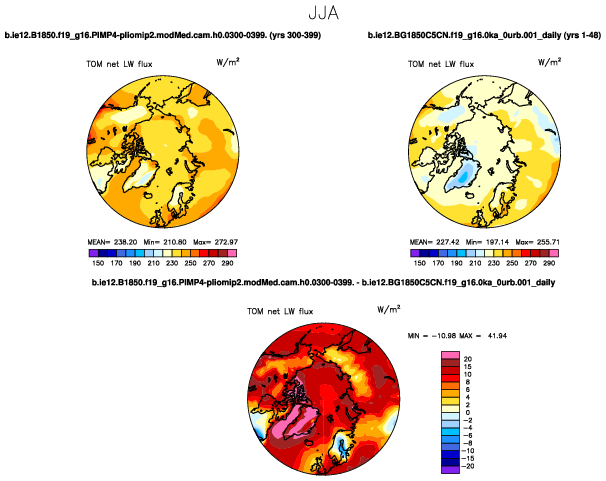 JJA
b.ie12.B1850.f19_g16.PIMP4-pliomip2.modMed.cam.h0.0300-0399. (yrs 300-399)
b.ie12.BG1850C5CN.f19_g16.0ka_0urb.001_daily (yrs 1-48)
TOM net LW flux W/m²
TOM net LW flux W/m²
MEAN= 238.20 Min= 210.80 Max= 272.97
MEAN= 227.42 Min= 197.14 Max= 255.71
150 170 190 210 230 250 270 290
150 170 190 210 230 250 270 290
b.ie12.B1850.f19_g16.PIMP4-pliomip2.modMed.cam.h0.0300-0399. - b.ie12.BG1850C5CN.f19_g16.0ka_0urb.001_daily
TOM net LW flux W/m²
MIN = -10.98 MAX = 41.94
20
15
10
8
6
4
2
0
-2
-4
-6
-8
-10
-15
-20